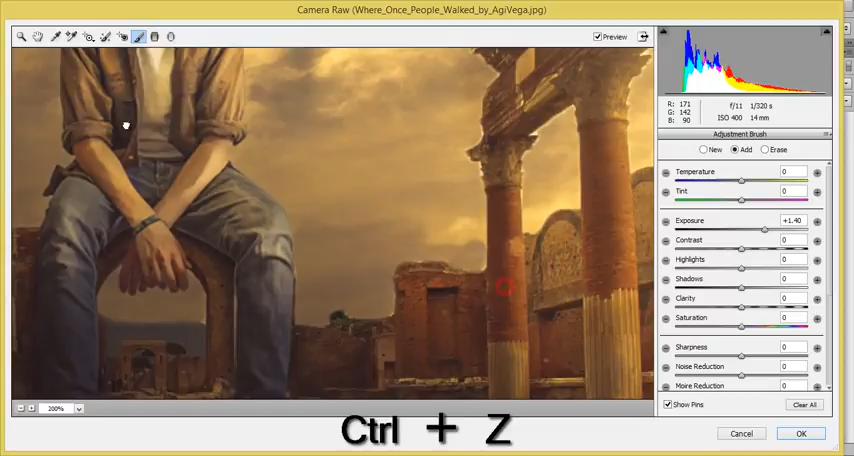 Camera Raw (Where_Once_People_Walked_by_AgiVega.jpg)
Preview
R: 171
G: 142
B: 90
f/11 1/320 s
ISO 400 14 mm
Adjustment Brush
New Add Erase
Temperature 0
Tint 0
Exposure +1.40
Contrast 0
Highlights 0
Shadows 0
Clarity 0
Saturation 0
Sharpness 0
Noise Reduction 0
Moire Reduction 0
Show Pins Clear All
200%
Ctrl + Z
Cancel OK